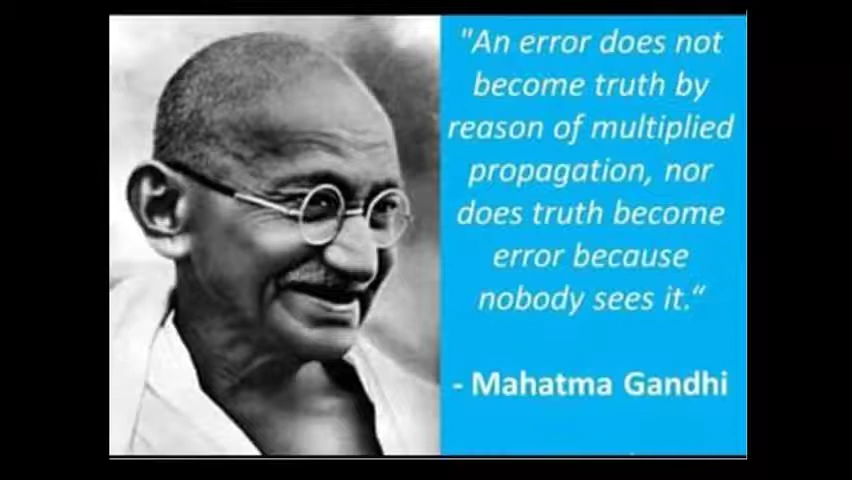 "An error does not
become truth by
reason of multiplied
propagation, nor
does truth become
error because
nobody sees it.“
- Mahatma Gandhi